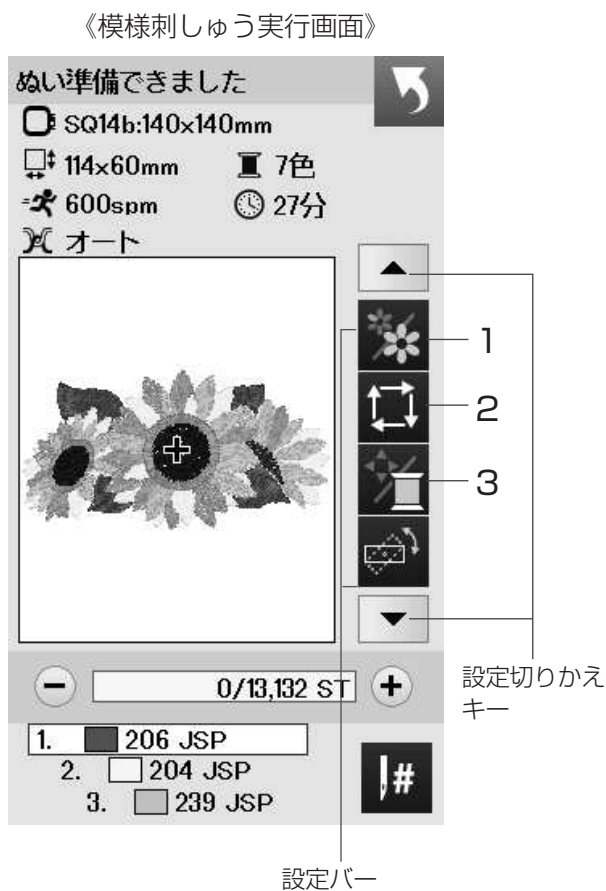 《模様刺しゅう実行画面》
ぬい準備できました
SQ14b:140×140mm
114×60mm 7色
600spm 27分
オート
1
2
3
0/13,132 ST
設定切りかえ
キー
1. 206 JSP
2. 204 JSP
3. 239 JSP
#
設定バー